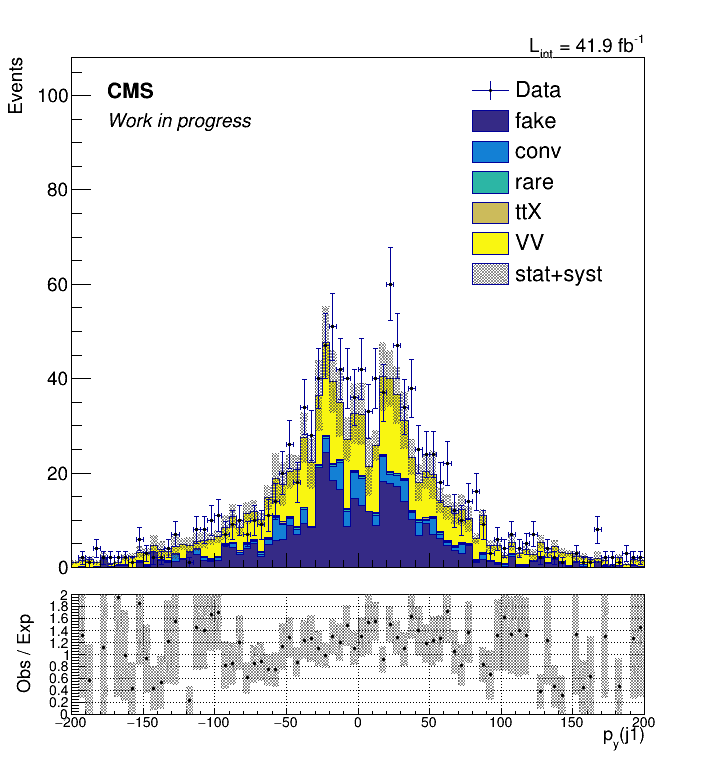 L_int = 41.9 fb^-1
Events
CMS
Work in progress
Data
fake
conv
rare
ttX
VV
stat+syst
100
80
60
40
20
0
Obs / Exp
2
1.8
1.6
1.4
1.2
1
0.8
0.6
0.4
0.2
0
−200 −150 −100 −50 0 50 100 150 200
p_y(j1)